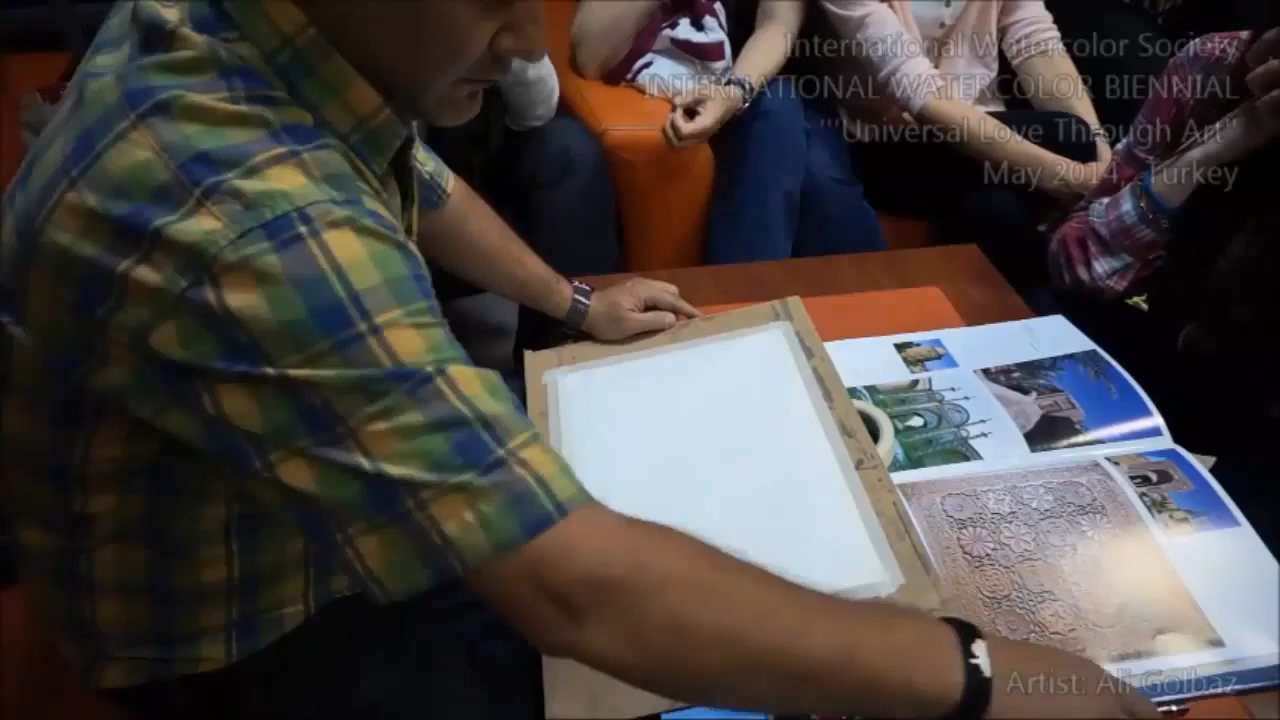 International Watercolor Society
INTERNATIONAL WATERCOLOR BIENNIAL
'"Universal Love Through Art"
May 2014, Turkey
Artist: Ali Golbaz